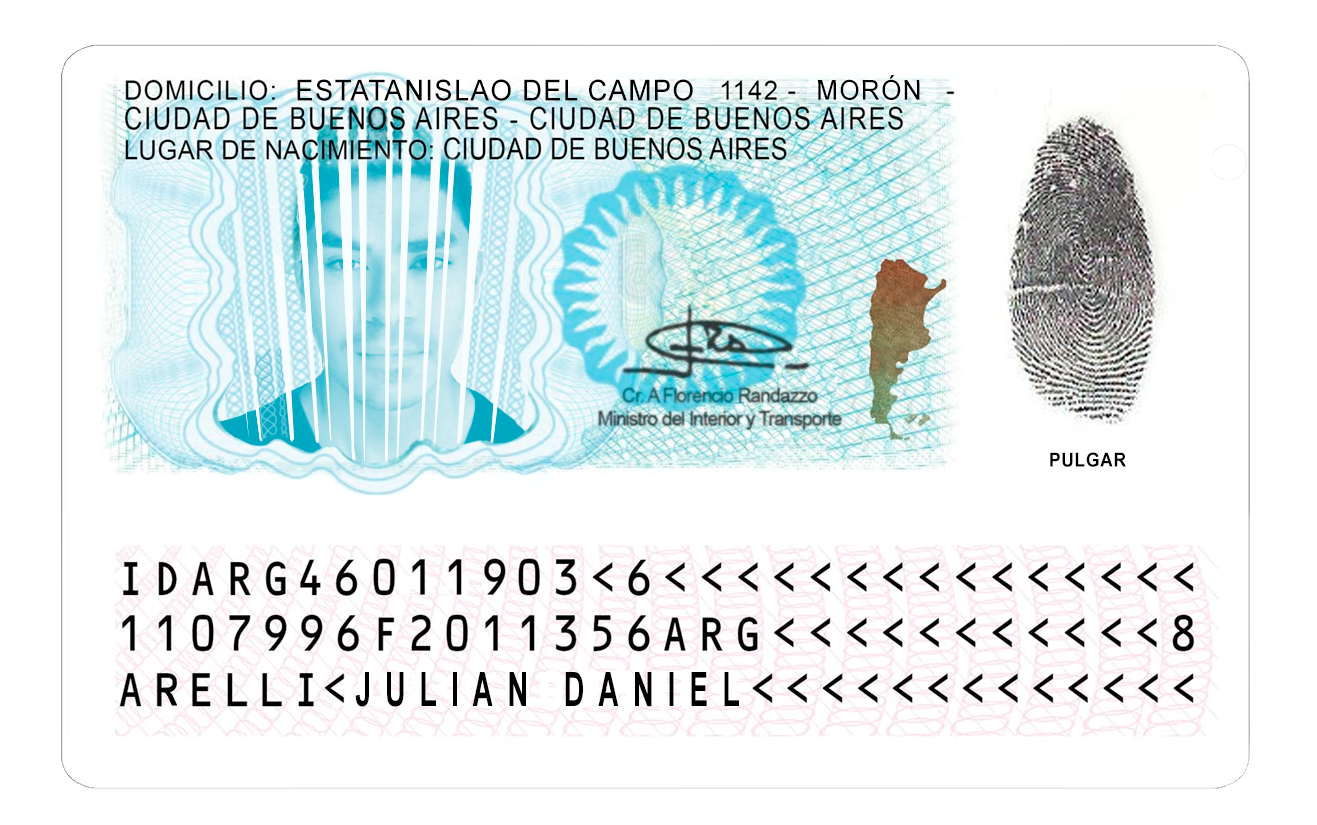 DOMICILIO: ESTATANISLAO DEL CAMPO 1142 - MORÓN -
CIUDAD DE BUENOS AIRES - CIUDAD DE BUENOS AIRES
LUGAR DE NACIMIENTO: CIUDAD DE BUENOS AIRES
Cr. A Florencio Randazzo
Ministro del Interior y Transporte
PULGAR
IDARG46011903<6<<<<<<<<<<<<<<<
1107996F2011356ARG<<<<<<<<<<<8
ARELLI<JULIAN DANIEL<<<<<<<<<<<<<